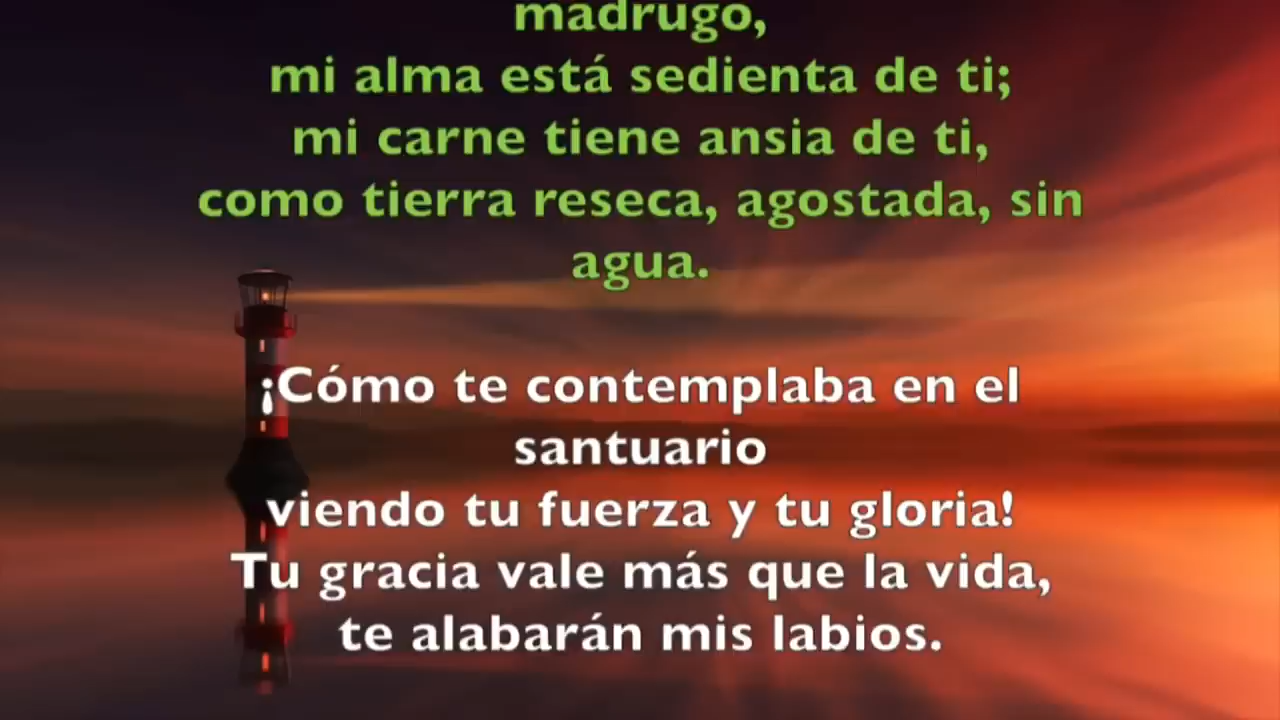 madrugo,
mi alma está sedienta de ti;
mi carne tiene ansia de ti,
como tierra reseca, agostada, sin
agua.
¡Cómo te contemplaba en el
santuario
viendo tu fuerza y tu gloria!
Tu gracia vale más que la vida,
te alabarán mis labios.